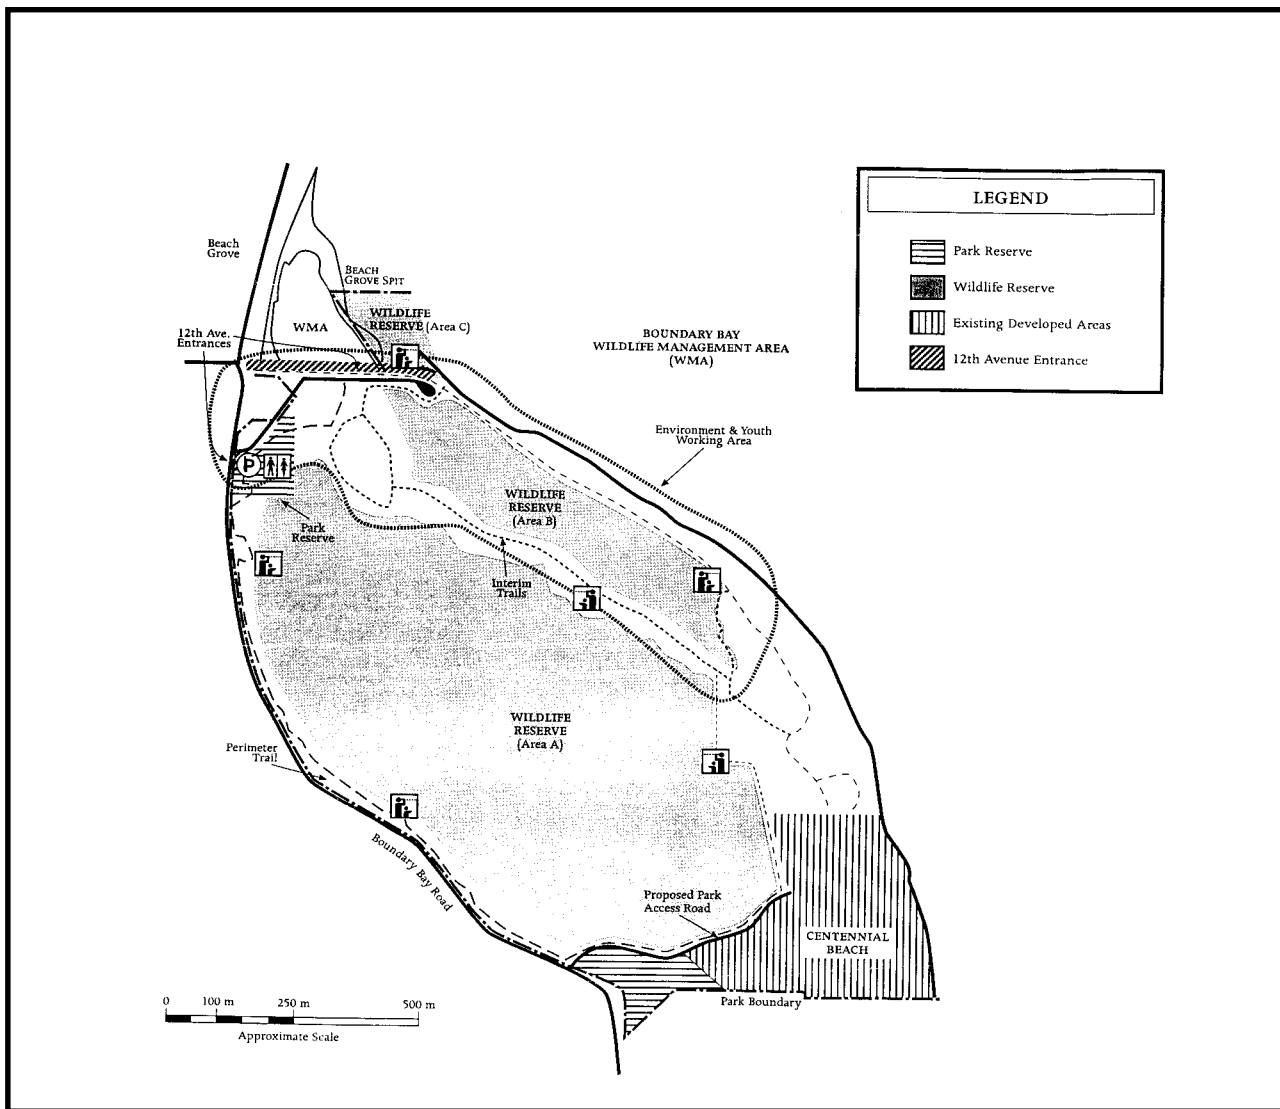 LEGEND
Park Reserve
Wildlife Reserve
Existing Developed Areas
12th Avenue Entrance
Beach
Grove
BEACH
GROVE SPIT
WILDLIFE
RESERVE (Area C)
WMA
12th Ave.
Entrances
BOUNDARY BAY
WILDLIFE MANAGEMENT AREA
(WMA)
Environment & Youth
Working Area
P
WILDLIFE
RESERVE
(Area B)
Park
Reserve
Interim
Trails
WILDLIFE
RESERVE
(Area A)
Perimeter
Trail
Boundary Bay Road
Proposed Park
Access Road
CENTENNIAL
BEACH
Park Boundary
0 100 m 250 m 500 m
Approximate Scale